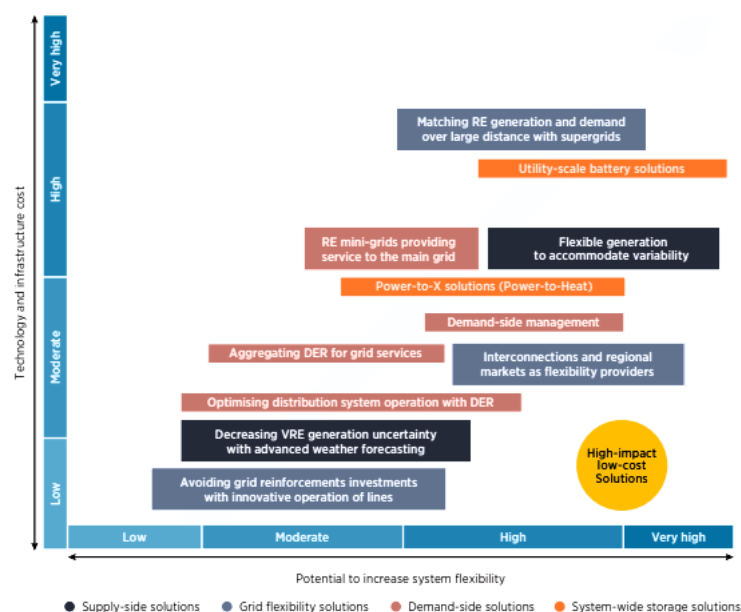 Technology and infrastructure cost
Very high
High
Moderate
Low
Matching RE generation and demand
over large distance with supergrids
Utility-scale battery solutions
RE mini-grids providing
service to the main grid
Flexible generation
to accommodate variability
Power-to-X solutions (Power-to-Heat)
Demand-side management
Aggregating DER for grid services
Interconnections and regional
markets as flexibility providers
Optimising distribution system operation with DER
Decreasing VRE generation uncertainty
with advanced weather forecasting
High-impact
low-cost
Solutions
Avoiding grid reinforcements investments
with innovative operation of lines
Low
Moderate
High
Very high
Potential to increase system flexibility
Supply-side solutions
Grid flexibility solutions
Demand-side solutions
System-wide storage solutions